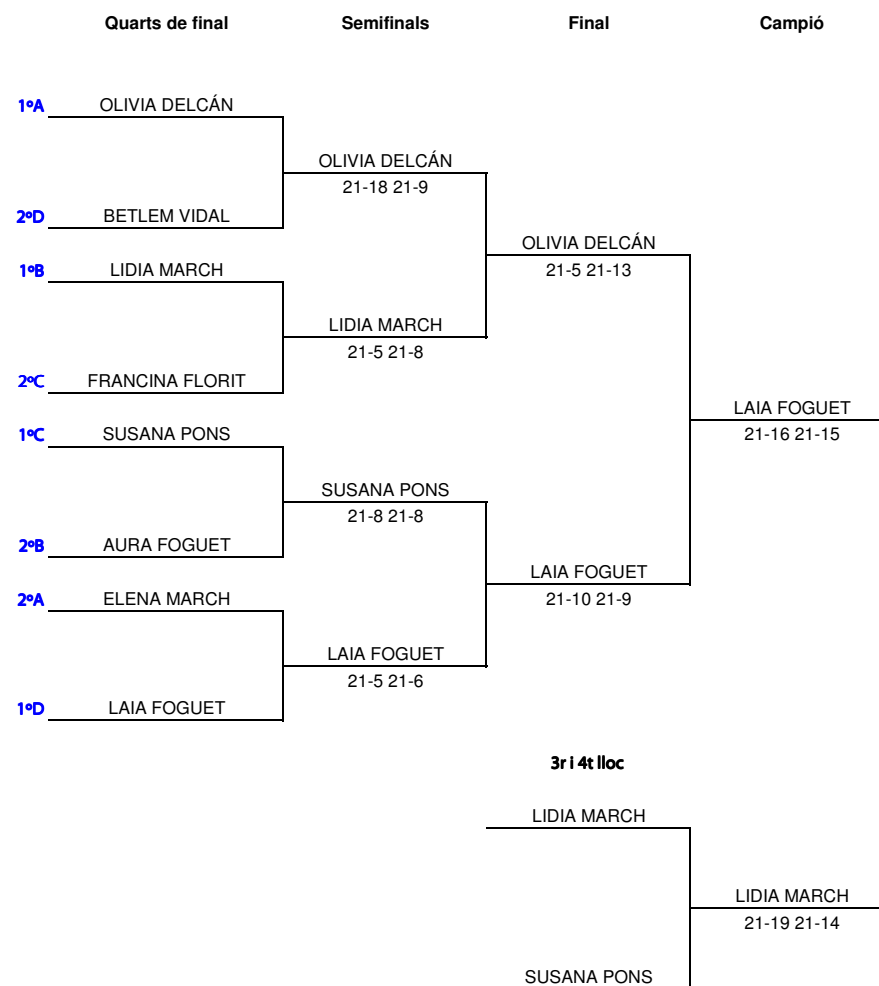 Quarts de final Semifinals Final Campió
1ºA OLIVIA DELCÁN
OLIVIA DELCÁN
21-18 21-9
2ºD BETLEM VIDAL
OLIVIA DELCÁN
21-5 21-13
1ºB LIDIA MARCH
LIDIA MARCH
21-5 21-8
2ºC FRANCINA FLORIT
LAIA FOGUET
21-16 21-15
1ºC SUSANA PONS
SUSANA PONS
21-8 21-8
2ºB AURA FOGUET
LAIA FOGUET
21-10 21-9
2ºA ELENA MARCH
LAIA FOGUET
21-5 21-6
1ºD LAIA FOGUET
3r i 4t lloc
LIDIA MARCH
LIDIA MARCH
21-19 21-14
SUSANA PONS